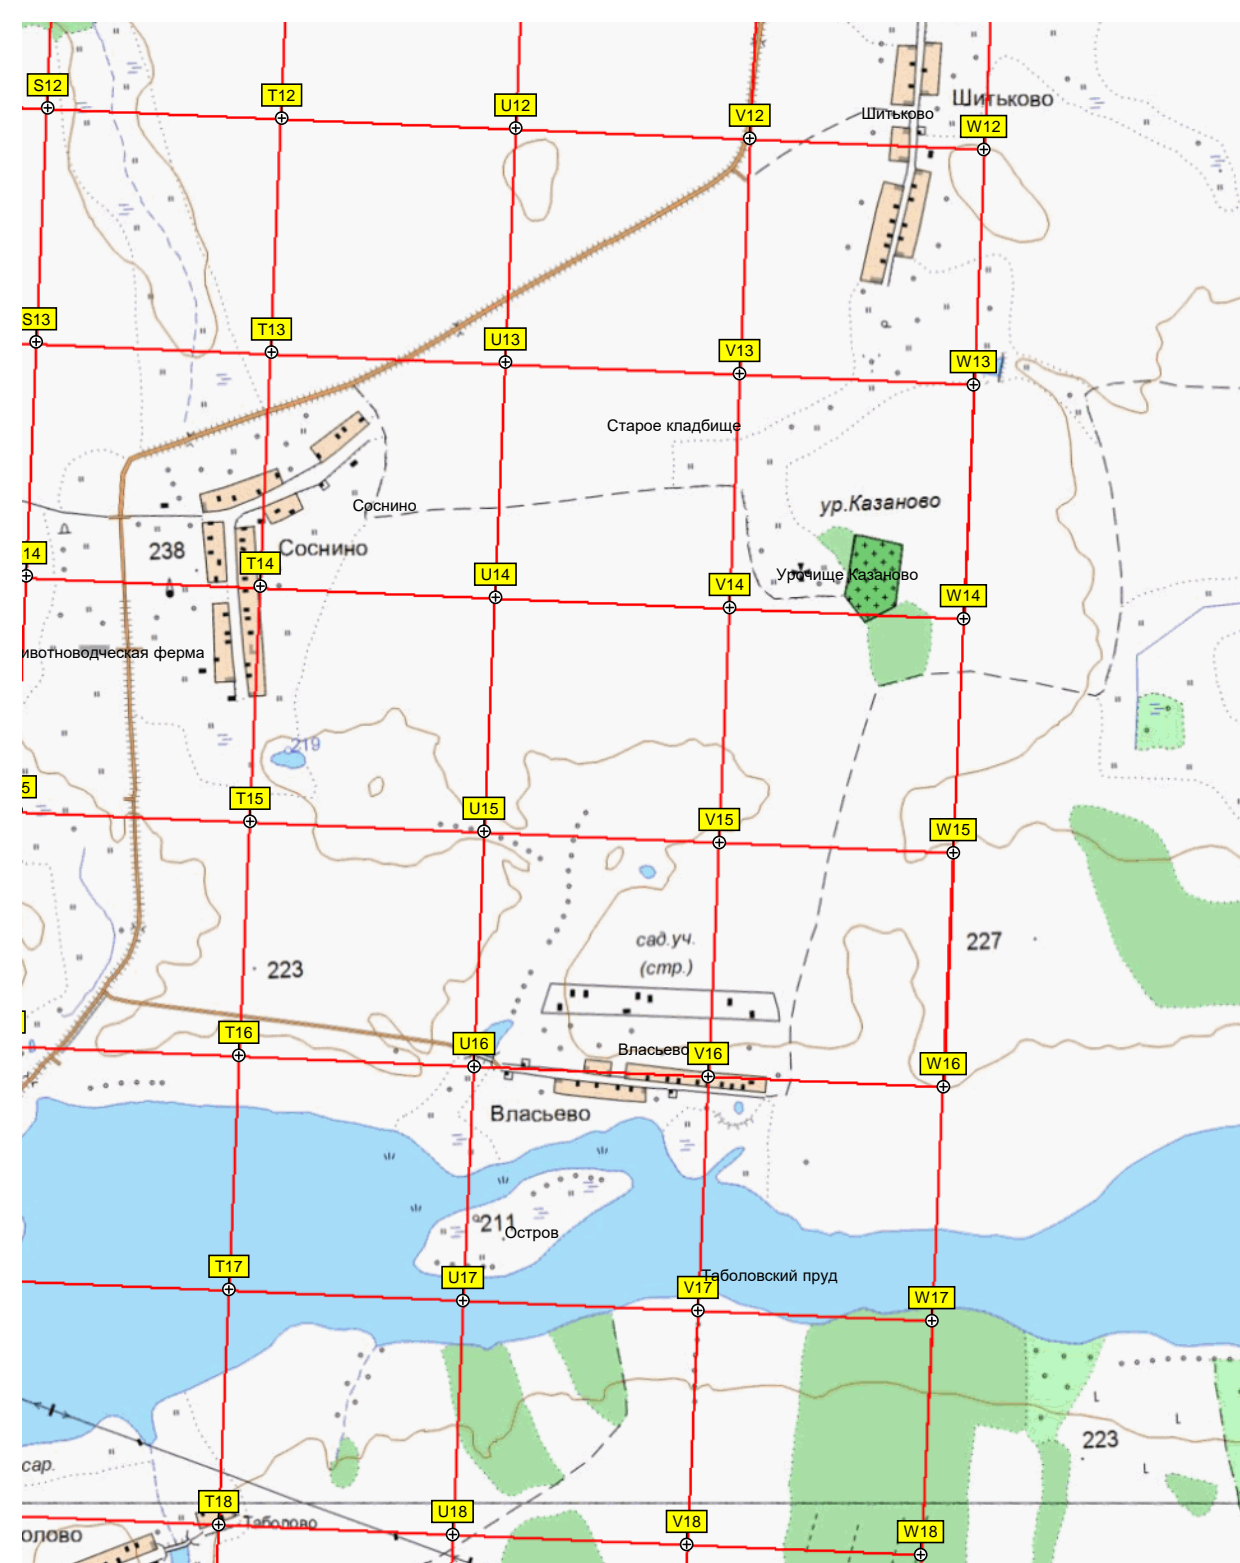 S12
T12
U12
V12
W12
Шитьково
Шитьково
S13
T13
U13
V13
W13
Старое кладбище
ур.Казаново
Соснино
238
Соснино
14
T14
U14
V14
W14
Урочище Казаново
ивотноводческая ферма
219
5
T15
U15
V15
W15
227
сад.уч.
(стр.)
223
T16
U16
V16
W16
Власьево
Власьево
211
Остров
T17
U17
V17
W17
Таболовский пруд
223
сар.
T18
U18
V18
W18
Таболово
олово